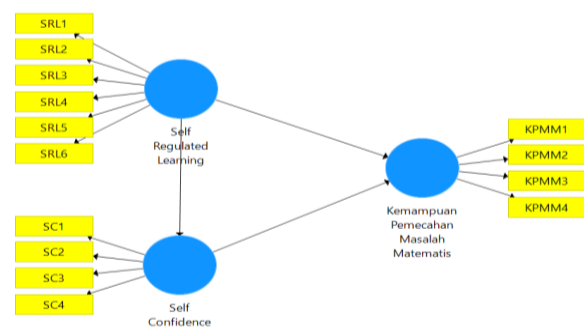 SRL1
SRL2
SRL3
SRL4
SRL5
SRL6
Self
Regulated
Learning
KPMM1
KPMM2
KPMM3
KPMM4
Kemampuan
Pemecahan
Masalah
Matematis
SC1
SC2
SC3
SC4
Self
Confidence